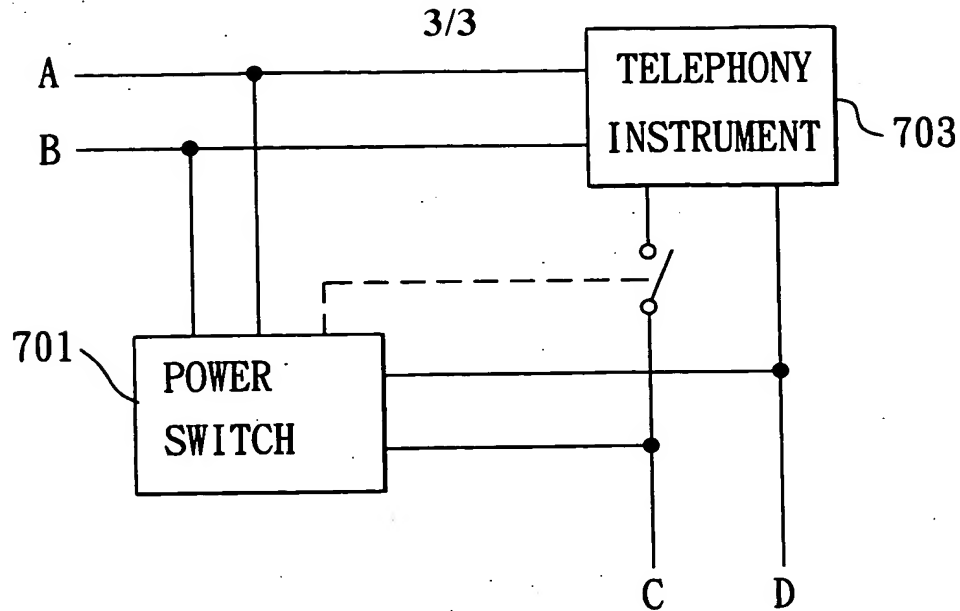 3/3
A
TELEPHONY
INSTRUMENT
B
703
701
POWER
SWITCH
C
D